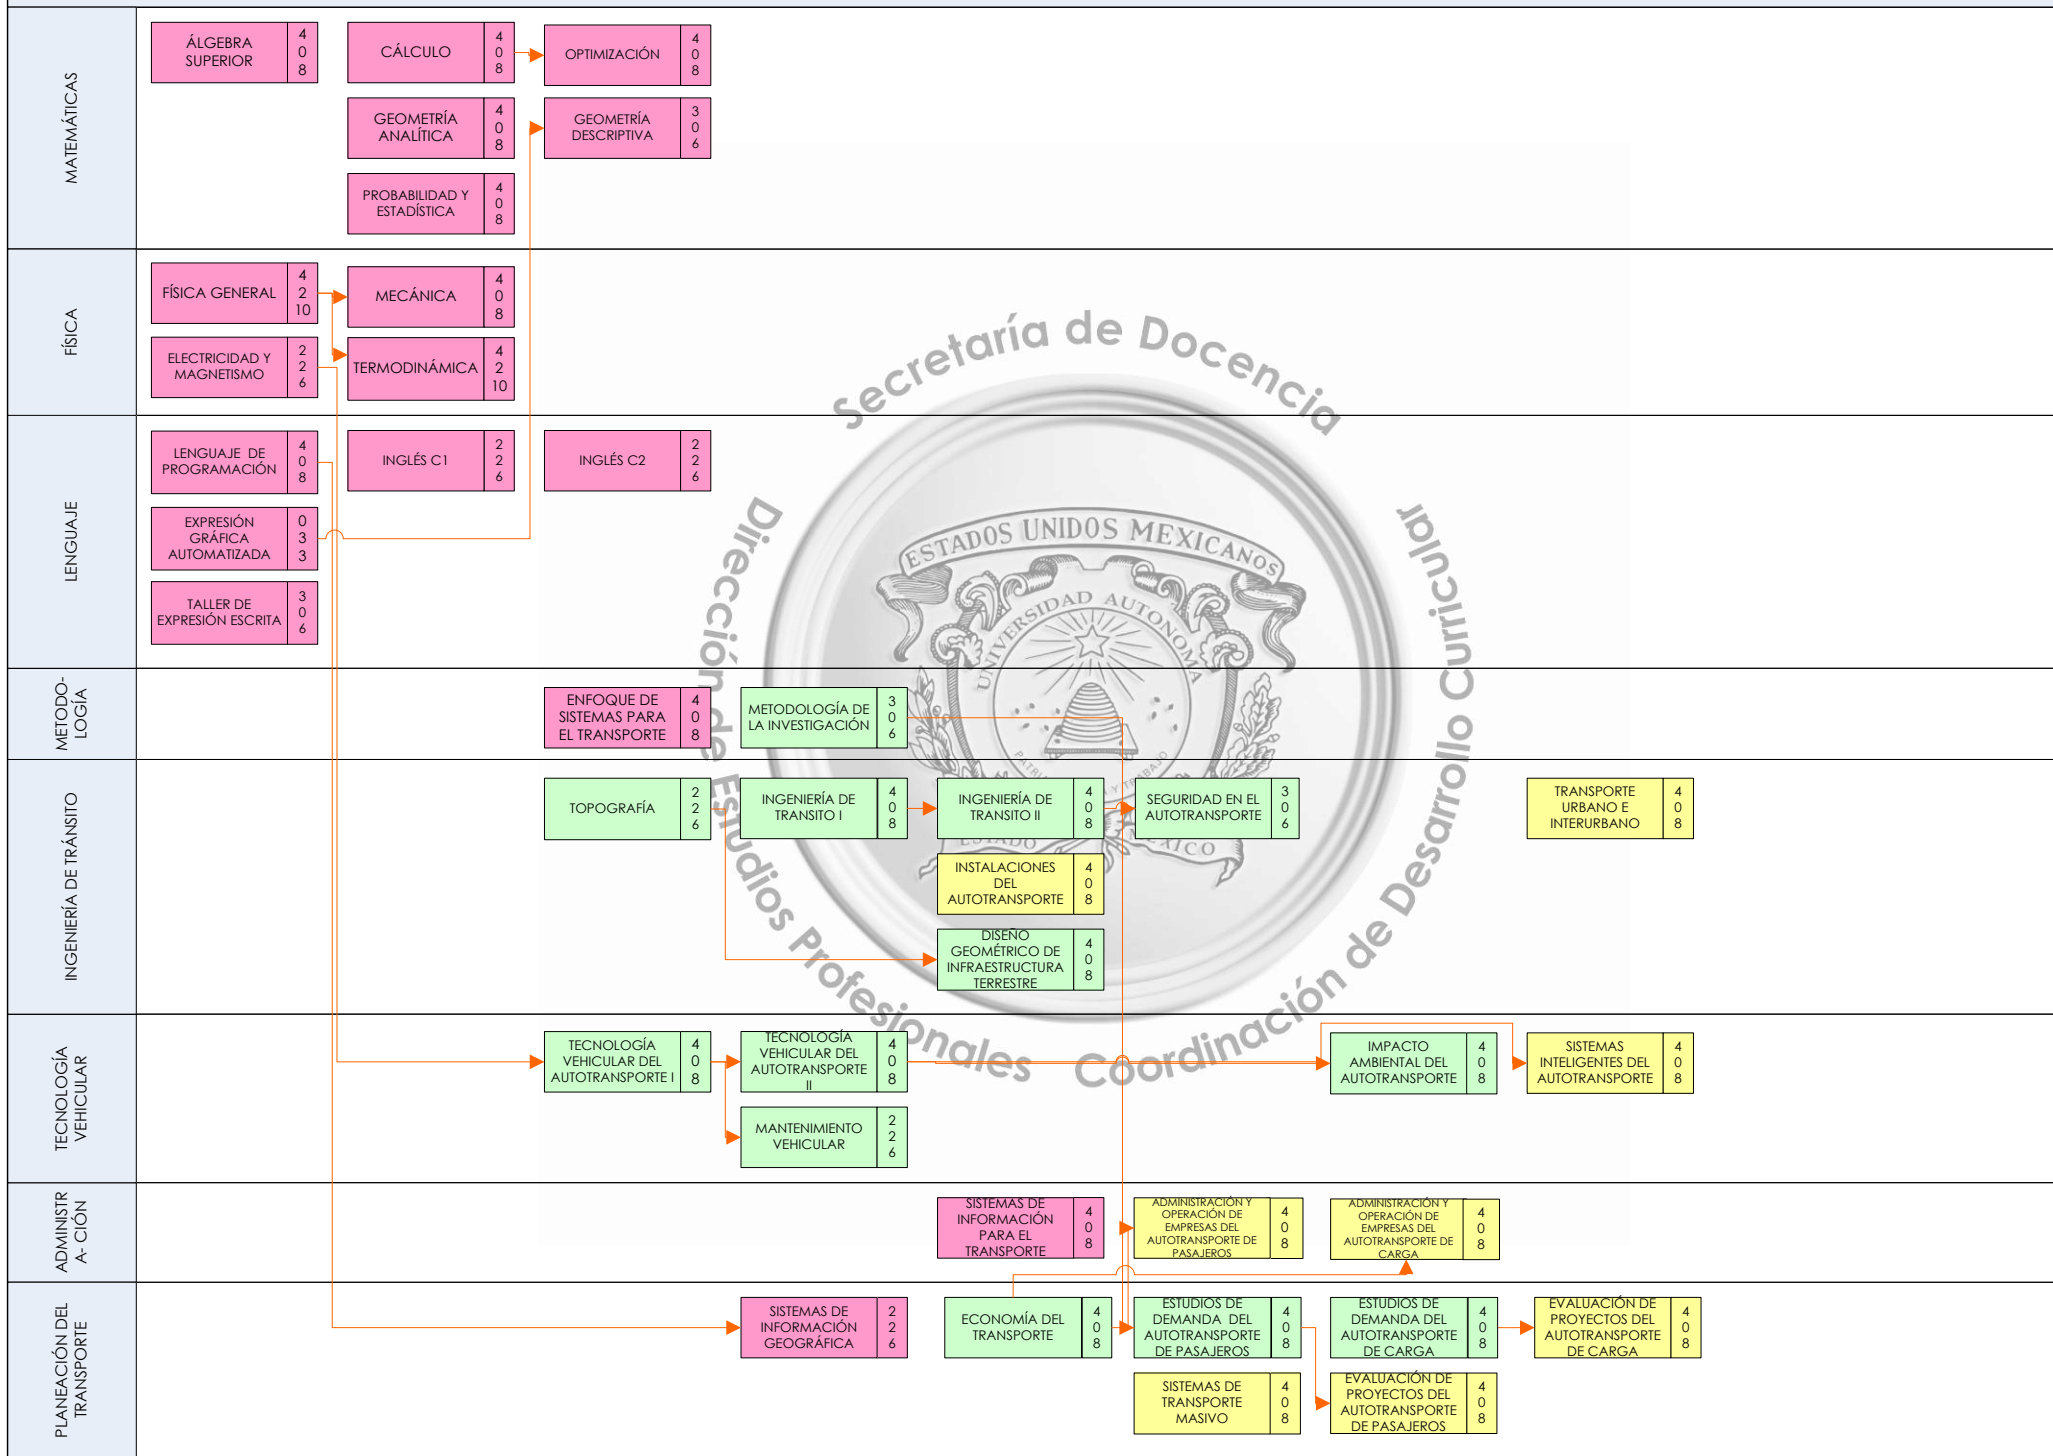 MATEMÁTICAS
ÁLGEBRA
SUPERIOR
4
0
8
CÁLCULO
4
0
8
OPTIMIZACIÓN
4
0
8
GEOMETRÍA
ANALÍTICA
4
0
8
GEOMETRÍA
DESCRIPTIVA
3
0
6
PROBABILIDAD Y
ESTADÍSTICA
4
0
8
FÍSICA
FÍSICA GENERAL
4
2
10
MECÁNICA
4
0
8
ELECTRICIDAD Y
MAGNETISMO
2
2
6
TERMODINÁMICA
4
2
10
LENGUAJE
LENGUAJE DE
PROGRAMACIÓN
4
0
8
INGLÉS C1
2
2
6
INGLÉS C2
2
2
6
EXPRESIÓN
GRÁFICA
AUTOMATIZADA
0
3
3
TALLER DE
EXPRESIÓN ESCRITA
3
0
6
METODO-
LOGÍA
ENFOQUE DE
SISTEMAS PARA
EL TRANSPORTE
4
0
8
METODOLOGÍA DE
LA INVESTIGACIÓN
3
0
6
INGENIERÍA DE TRÁNSITO
TOPOGRAFÍA
2
2
6
INGENIERÍA DE
TRANSITO I
4
0
8
INGENIERÍA DE
TRANSITO II
4
0
8
SEGURIDAD EN EL
AUTOTRANSPORTE
3
0
6
TRANSPORTE
URBANO E
INTERURBANO
4
0
8
INSTALACIONES
DEL
AUTOTRANSPORTE
4
0
8
DISEÑO
GEOMÉTRICO DE
INFRAESTRUCTURA
TERRESTRE
4
0
8
TECNOLOGÍA
VEHICULAR
TECNOLOGÍA
VEHICULAR DEL
AUTOTRANSPORTE I
4
0
8
TECNOLOGÍA
VEHICULAR DEL
AUTOTRANSPORTE
II
4
0
8
IMPACTO
AMBIENTAL DEL
AUTOTRANSPORTE
4
0
8
SISTEMAS
INTELIGENTES DEL
AUTOTRANSPORTE
4
0
8
MANTENIMIENTO
VEHICULAR
2
2
6
ADMINISTR
A- CIÓN
SISTEMAS DE
INFORMACIÓN
PARA EL
TRANSPORTE
4
0
8
ADMINISTRACIÓN Y
OPERACIÓN DE
EMPRESAS DEL
AUTOTRANSPORTE DE
PASAJEROS
4
0
8
ADMINISTRACIÓN Y
OPERACIÓN DE
EMPRESAS DEL
AUTOTRANSPORTE DE
CARGA
4
0
8
PLANEACIÓN DEL
TRANSPORTE
SISTEMAS DE
INFORMACIÓN
GEOGRÁFICA
2
2
6
ECONOMÍA DEL
TRANSPORTE
4
0
8
ESTUDIOS DE
DEMANDA DEL
AUTOTRANSPORTE
DE PASAJEROS
4
0
8
ESTUDIOS DE
DEMANDA DEL
AUTOTRANSPORTE
DE CARGA
4
0
8
EVALUACIÓN DE
PROYECTOS DEL
AUTOTRANSPORTE
DE CARGA
4
0
8
SISTEMAS DE
TRANSPORTE
MASIVO
4
0
8
EVALUACIÓN DE
PROYECTOS DEL
AUTOTRANSPORTE
DE PASAJEROS
4
0
8
Secretaría de Docencia
Dirección de Estudios Profesionales
Coordinación de Desarrollo Curricular
ESTADOS UNIDOS MEXICANOS
UNIVERSIDAD AUTONOMA